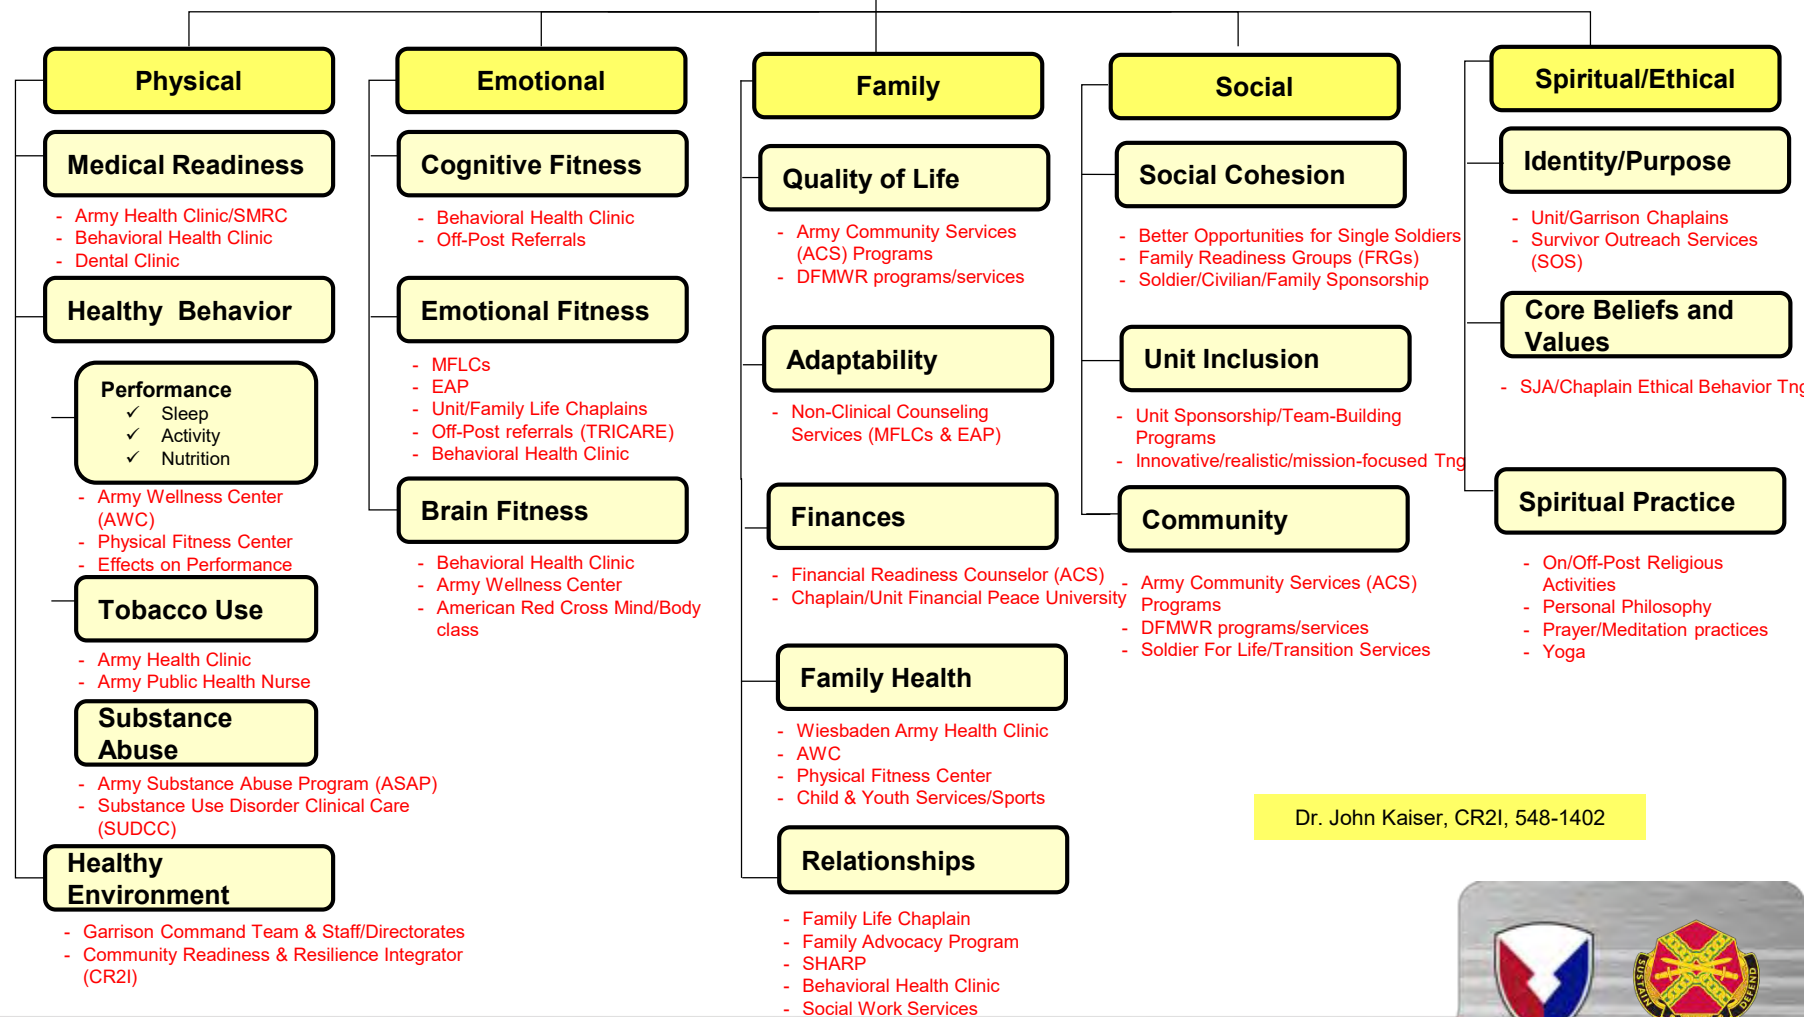 Physical
Medical Readiness
- Army Health Clinic/SMRC
- Behavioral Health Clinic
- Dental Clinic
Healthy Behavior
Performance
✓ Sleep
✓ Activity
✓ Nutrition
- Army Wellness Center
(AWC)
- Physical Fitness Center
- Effects on Performance
Tobacco Use
- Army Health Clinic
- Army Public Health Nurse
Substance
Abuse
- Army Substance Abuse Program (ASAP)
- Substance Use Disorder Clinical Care
(SUDCC)
Healthy
Environment
- Garrison Command Team & Staff/Directorates
- Community Readiness & Resilience Integrator
(CR2I)
Emotional
Cognitive Fitness
- Behavioral Health Clinic
- Off-Post Referrals
Emotional Fitness
- MFLCs
- EAP
- Unit/Family Life Chaplains
- Off-Post referrals (TRICARE)
- Behavioral Health Clinic
Brain Fitness
- Behavioral Health Clinic
- Army Wellness Center
- American Red Cross Mind/Body
class
Family
Quality of Life
- Army Community Services
(ACS) Programs
- DFMWR programs/services
Adaptability
- Non-Clinical Counseling
Services (MFLCs & EAP)
Finances
- Financial Readiness Counselor (ACS)
- Chaplain/Unit Financial Peace University
Family Health
- Wiesbaden Army Health Clinic
- AWC
- Physical Fitness Center
- Child & Youth Services/Sports
Relationships
- Family Life Chaplain
- Family Advocacy Program
- SHARP
- Behavioral Health Clinic
- Social Work Services
Social
Social Cohesion
- Better Opportunities for Single Soldiers
- Family Readiness Groups (FRGs)
- Soldier/Civilian/Family Sponsorship
Unit Inclusion
- Unit Sponsorship/Team-Building
Programs
- Innovative/realistic/mission-focused Tng
Community
- Army Community Services (ACS)
Programs
- DFMWR programs/services
- Soldier For Life/Transition Services
Spiritual/Ethical
Identity/Purpose
- Unit/Garrison Chaplains
- Survivor Outreach Services
(SOS)
Core Beliefs and
Values
- SJA/Chaplain Ethical Behavior Tng
Spiritual Practice
- On/Off-Post Religious
Activities
- Personal Philosophy
- Prayer/Meditation practices
- Yoga
Dr. John Kaiser, CR2I, 548-1402
SUSTAIN
DEFEND